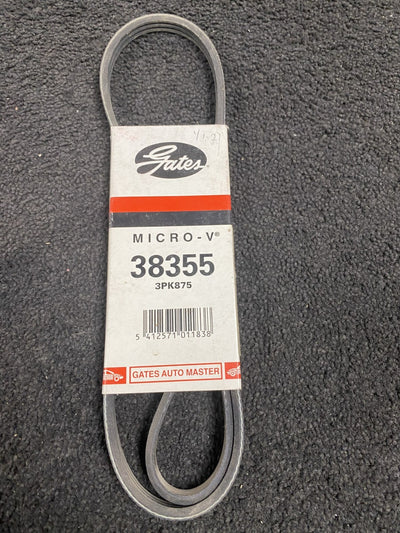 Gates
MICRO-V®
38355
3PK875
5 412571 011838
GATES AUTO MASTER